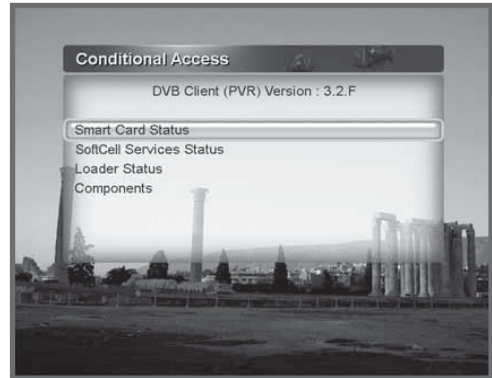 Conditional Access
DVB Client (PVR) Version : 3.2.F
Smart Card Status
SoftCell Services Status
Loader Status
Components